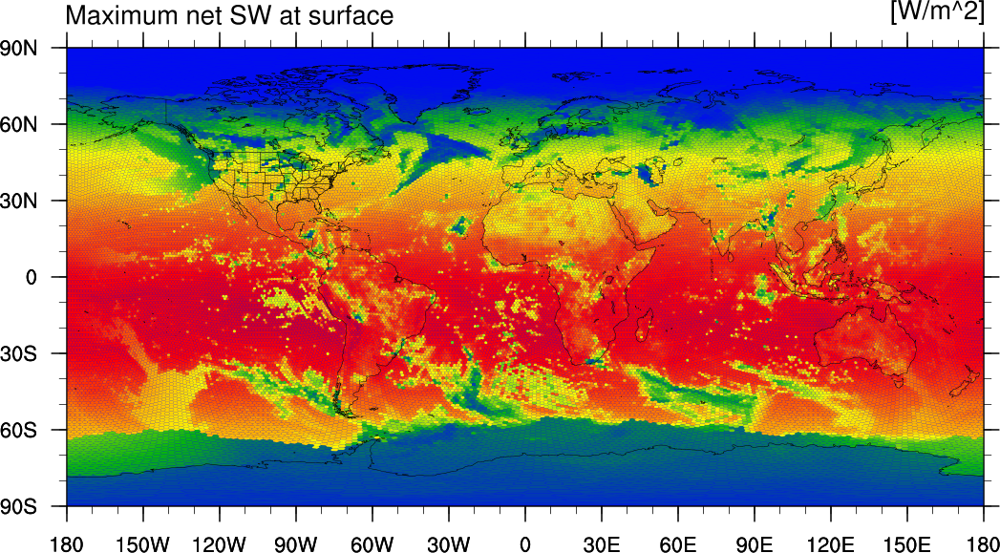 Maximum net SW at surface [W/m^2]
90N
60N
30N
0
30S
60S
90S
180 150W 120W 90W 60W 30W 0 30E 60E 90E 120E 150E 180